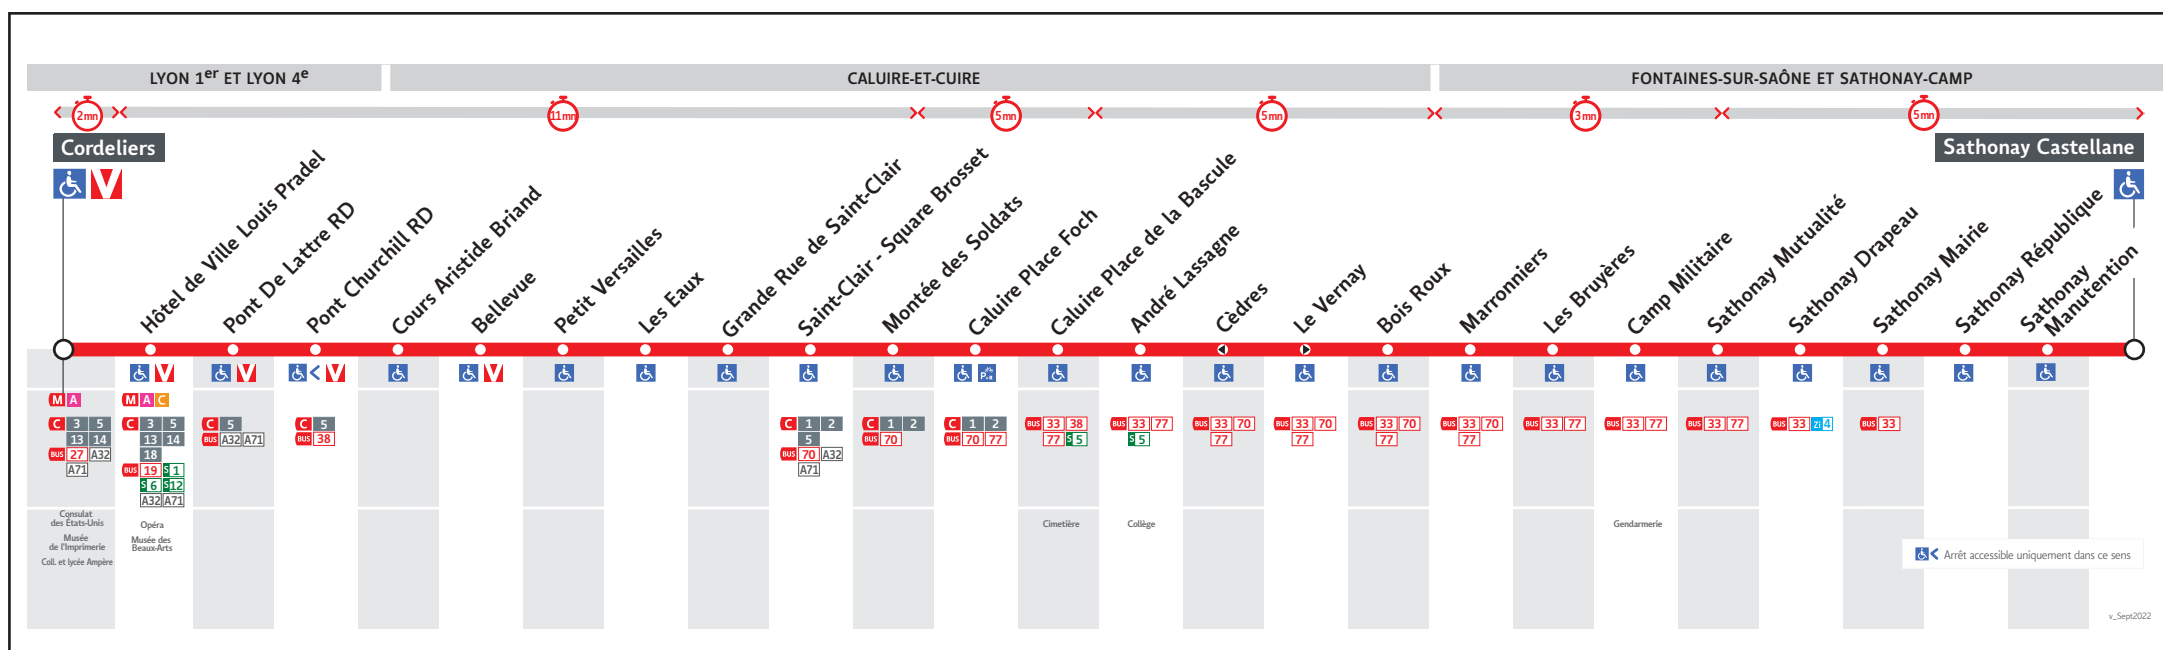 LYON 1er ET LYON 4e
CALUIRE-ET-CUIRE
FONTAINES-SUR-SAÔNE ET SATHONAY-CAMP
2mn
11mn
5mn
5mn
3mn
5mn
Cordeliers
Sathonay Castellane
Hôtel de Ville Louis Pradel
Pont De Lattre RD
Pont Churchill RD
Cours Aristide Briand
Bellevue
Petit Versailles
Les Eaux
Grande Rue de Saint-Clair
Saint-Clair - Square Brosset
Montée des Soldats
Caluire Place Foch
Caluire Place de la Bascule
André Lassagne
Cèdres
Le Vernay
Bois Roux
Marronniers
Les Bruyères
Camp Militaire
Sathonay Mutualité
Sathonay Drapeau
Sathonay Mairie
Sathonay République
Sathonay
Manutention
M A
C 3 5
13 14
BUS 27 A32
A71
Consulat
des États-Unis
Musée
de l'Imprimerie
Coll. et lycée Ampère
M A C
C 3 5
13 14
18
BUS 19 S 1
S 6 S 12
A32 A71
Opéra
Musée des
Beaux-Arts
C 5
BUS A32 A71
C 5
BUS 38
C 1 2
5
BUS 70 A32
A71
C 1 2
BUS 70
P+R
C 1 2
BUS 70 77
BUS 33 38
77 S 5
Cimetière
BUS 33 77
S 5
Collège
BUS 33 70
77
BUS 33 70
77
BUS 33 70
77
BUS 33 70
77
BUS 33 77
BUS 33 77
Gendarmerie
BUS 33 77
BUS 33 Zi 4
BUS 33
Arrêt accessible uniquement dans ce sens
v_Sept2022